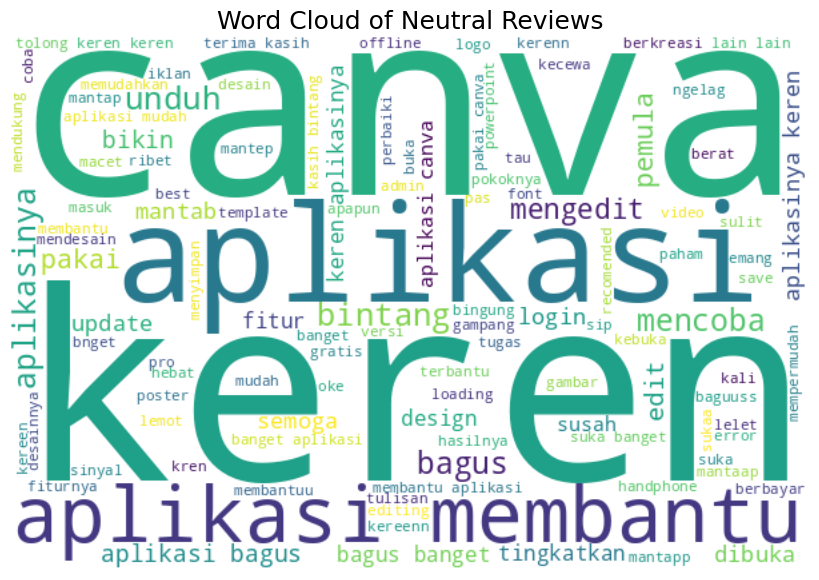 Word Cloud of Neutral Reviews
tolong keren keren
terima kasih
offline
logo
kerenn
berkreasi
lain lain
canva
coba
memudahkan
iklan
desain
kecewa
mendukung
mantap
unduh
aplikasi mudah
bikin
macet
ribet
mantep
kasih bintang
keren aplikasinya
perbaiki
buka
aplikasi canva
pakai canva
powerpoint
tau
pokoknya
font
pas
admin
pemula
ngelag
berat
aplikasinya keren
best
masuk
mantab
template
apapun
mengedit
video
sulit
membantu
mendesain
aplikasinya
pakai
menyimpan
aplikasi
recomended
paham
emang
save
keren
update
fitur
bintang
versi
bingung
gampang
login
sip
mencoba
kebuka
mempermudah
bnget
pro
hebat
banget
gratis
tugas
mudah
oke
terbantu
loading
gambar
edit
kali
baguuss
poster
lemot
semoga
design
susah
lelet
error
sukaa
kereen
desainnya
banget aplikasi
hasilnya
suka banget
suka
mantaap
sinyal
kren
bagus
fiturnya
membantuu
membantu aplikasi
handphone
berbayar
tulisan
aplikasi membantu
editing
kereenn
aplikasi bagus
bagus banget
tingkatkan
mantapp
dibuka